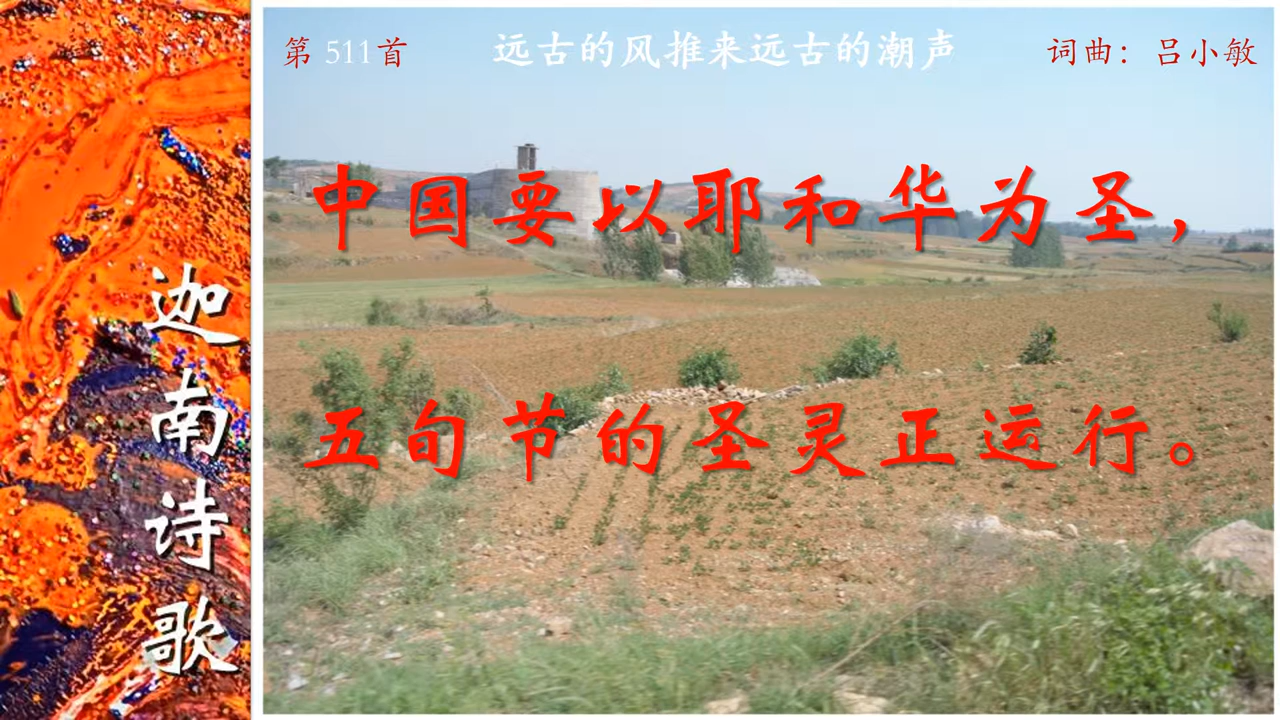 第 511首
远古的风推来远古的潮声
词曲：吕小敏
中国要以耶和华为圣，
五旬节的圣灵正运行。
迦南诗歌